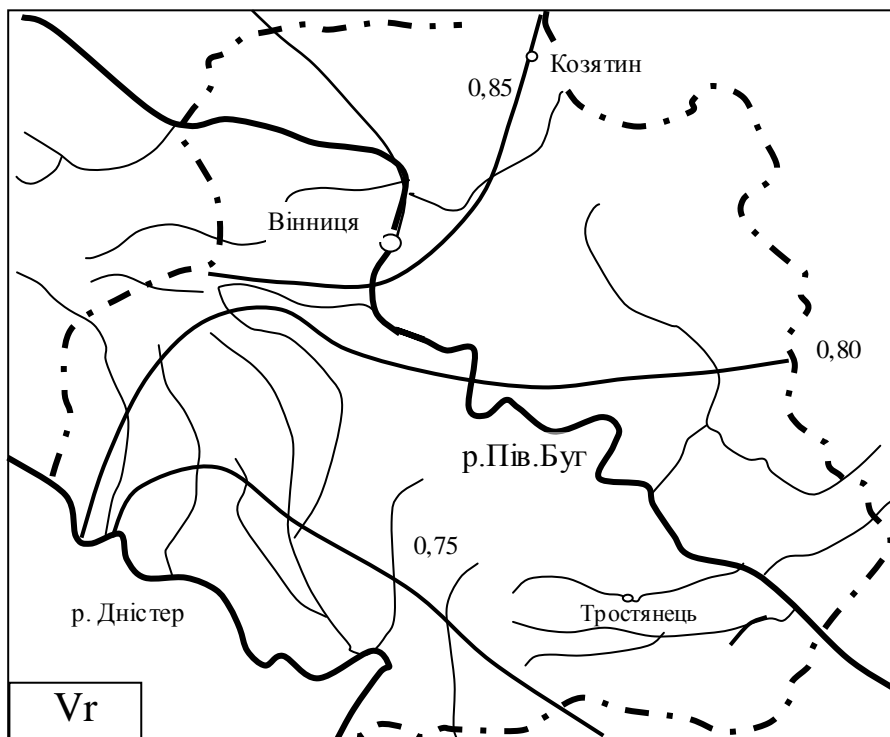 Козятин
0,85
Вінниця
0,80
р.Пів.Буг
0,75
р. Дністер
Тростянець
Vr